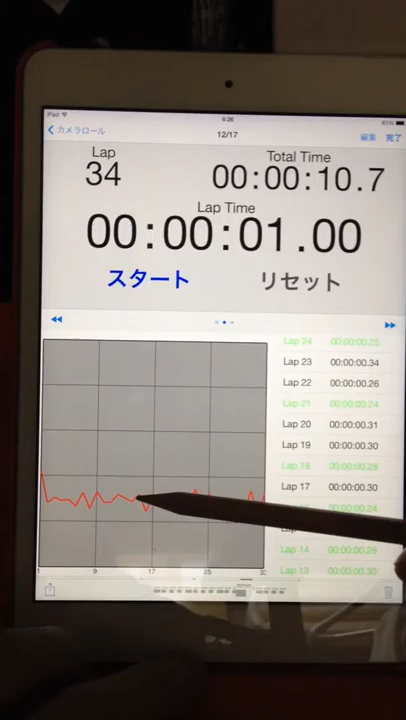 iPad
6:26
カメラロール
12/17
編集 完了
Lap
34
Total Time
00:00:10.7
Lap Time
00:00:01.00
スタート
リセット
Lap 24 00:00:00.25
Lap 23 00:00:00.34
Lap 22 00:00:00.26
Lap 21 00:00:00.24
Lap 20 00:00:00.31
Lap 19 00:00:00.30
Lap 18 00:00:00.28
Lap 17 00:00:00.30
Lap 14 00:00:00.28
Lap 13 00:00:00.30
1 9 17 25